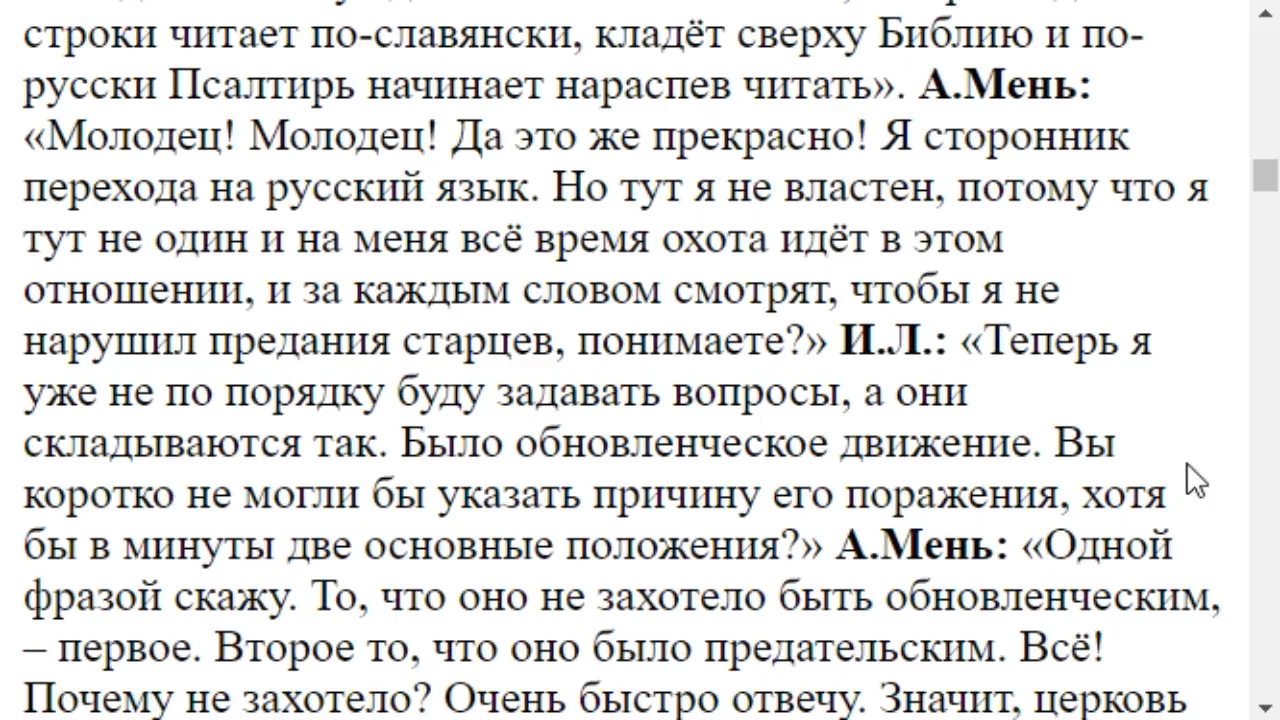 строки читает по-славянски, кладёт сверху Библию и по-
русски Псалтирь начинает нараспев читать». А.Мень:
«Молодец! Молодец! Да это же прекрасно! Я сторонник
перехода на русский язык. Но тут я не властен, потому что я
тут не один и на меня всё время охота идёт в этом
отношении, и за каждым словом смотрят, чтобы я не
нарушил предания старцев, понимаете?» И.Л.: «Теперь я
уже не по порядку буду задавать вопросы, а они
складываются так. Было обновленческое движение. Вы
коротко не могли бы указать причину его поражения, хотя
бы в минуты две основные положения?» А.Мень: «Одной
фразой скажу. То, что оно не захотело быть обновленческим,
– первое. Второе то, что оно было предательским. Всё!
Почему не захотело? Очень быстро отвечу. Значит, церковь